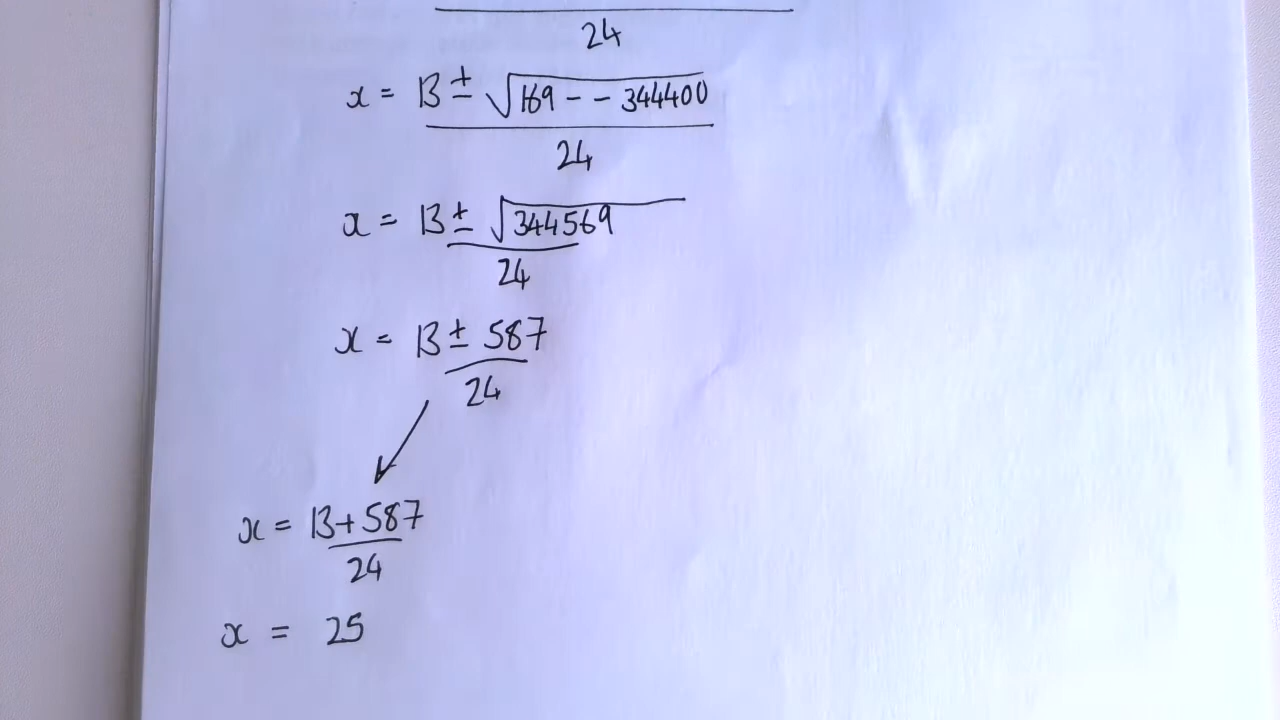 24
x = 13 ± √169 - - 344400
24
x = 13 ± √344569
24
x = 13 ± 587
24
x = 13 + 587
24
x = 25